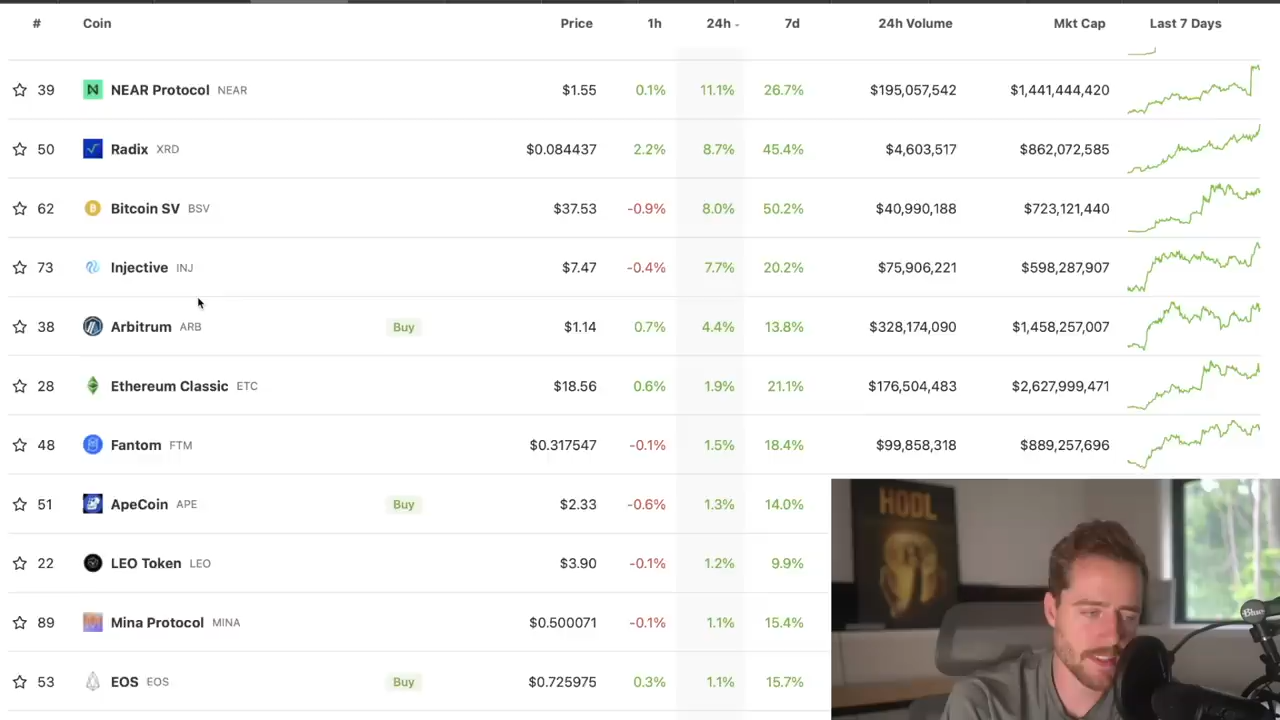 # Coin Price 1h 24h 7d 24h Volume Mkt Cap Last 7 Days
39 NEAR Protocol NEAR $1.55 0.1% 11.1% 26.7% $195,057,542 $1,441,444,420
50 Radix XRD $0.084437 2.2% 8.7% 45.4% $4,603,517 $862,072,585
62 Bitcoin SV BSV $37.53 -0.9% 8.0% 50.2% $40,990,188 $723,121,440
73 Injective INJ $7.47 -0.4% 7.7% 20.2% $75,906,221 $598,287,907
38 Arbitrum ARB Buy $1.14 0.7% 4.4% 13.8% $328,174,090 $1,458,257,007
28 Ethereum Classic ETC $18.56 0.6% 1.9% 21.1% $176,504,483 $2,627,999,471
48 Fantom FTM $0.317547 -0.1% 1.5% 18.4% $99,858,318 $889,257,696
51 ApeCoin APE Buy $2.33 -0.6% 1.3% 14.0%
HODL
22 LEO Token LEO $3.90 -0.1% 1.2% 9.9%
Blue
89 Mina Protocol MINA $0.500071 -0.1% 1.1% 15.4%
53 EOS EOS Buy $0.725975 0.3% 1.1% 15.7%